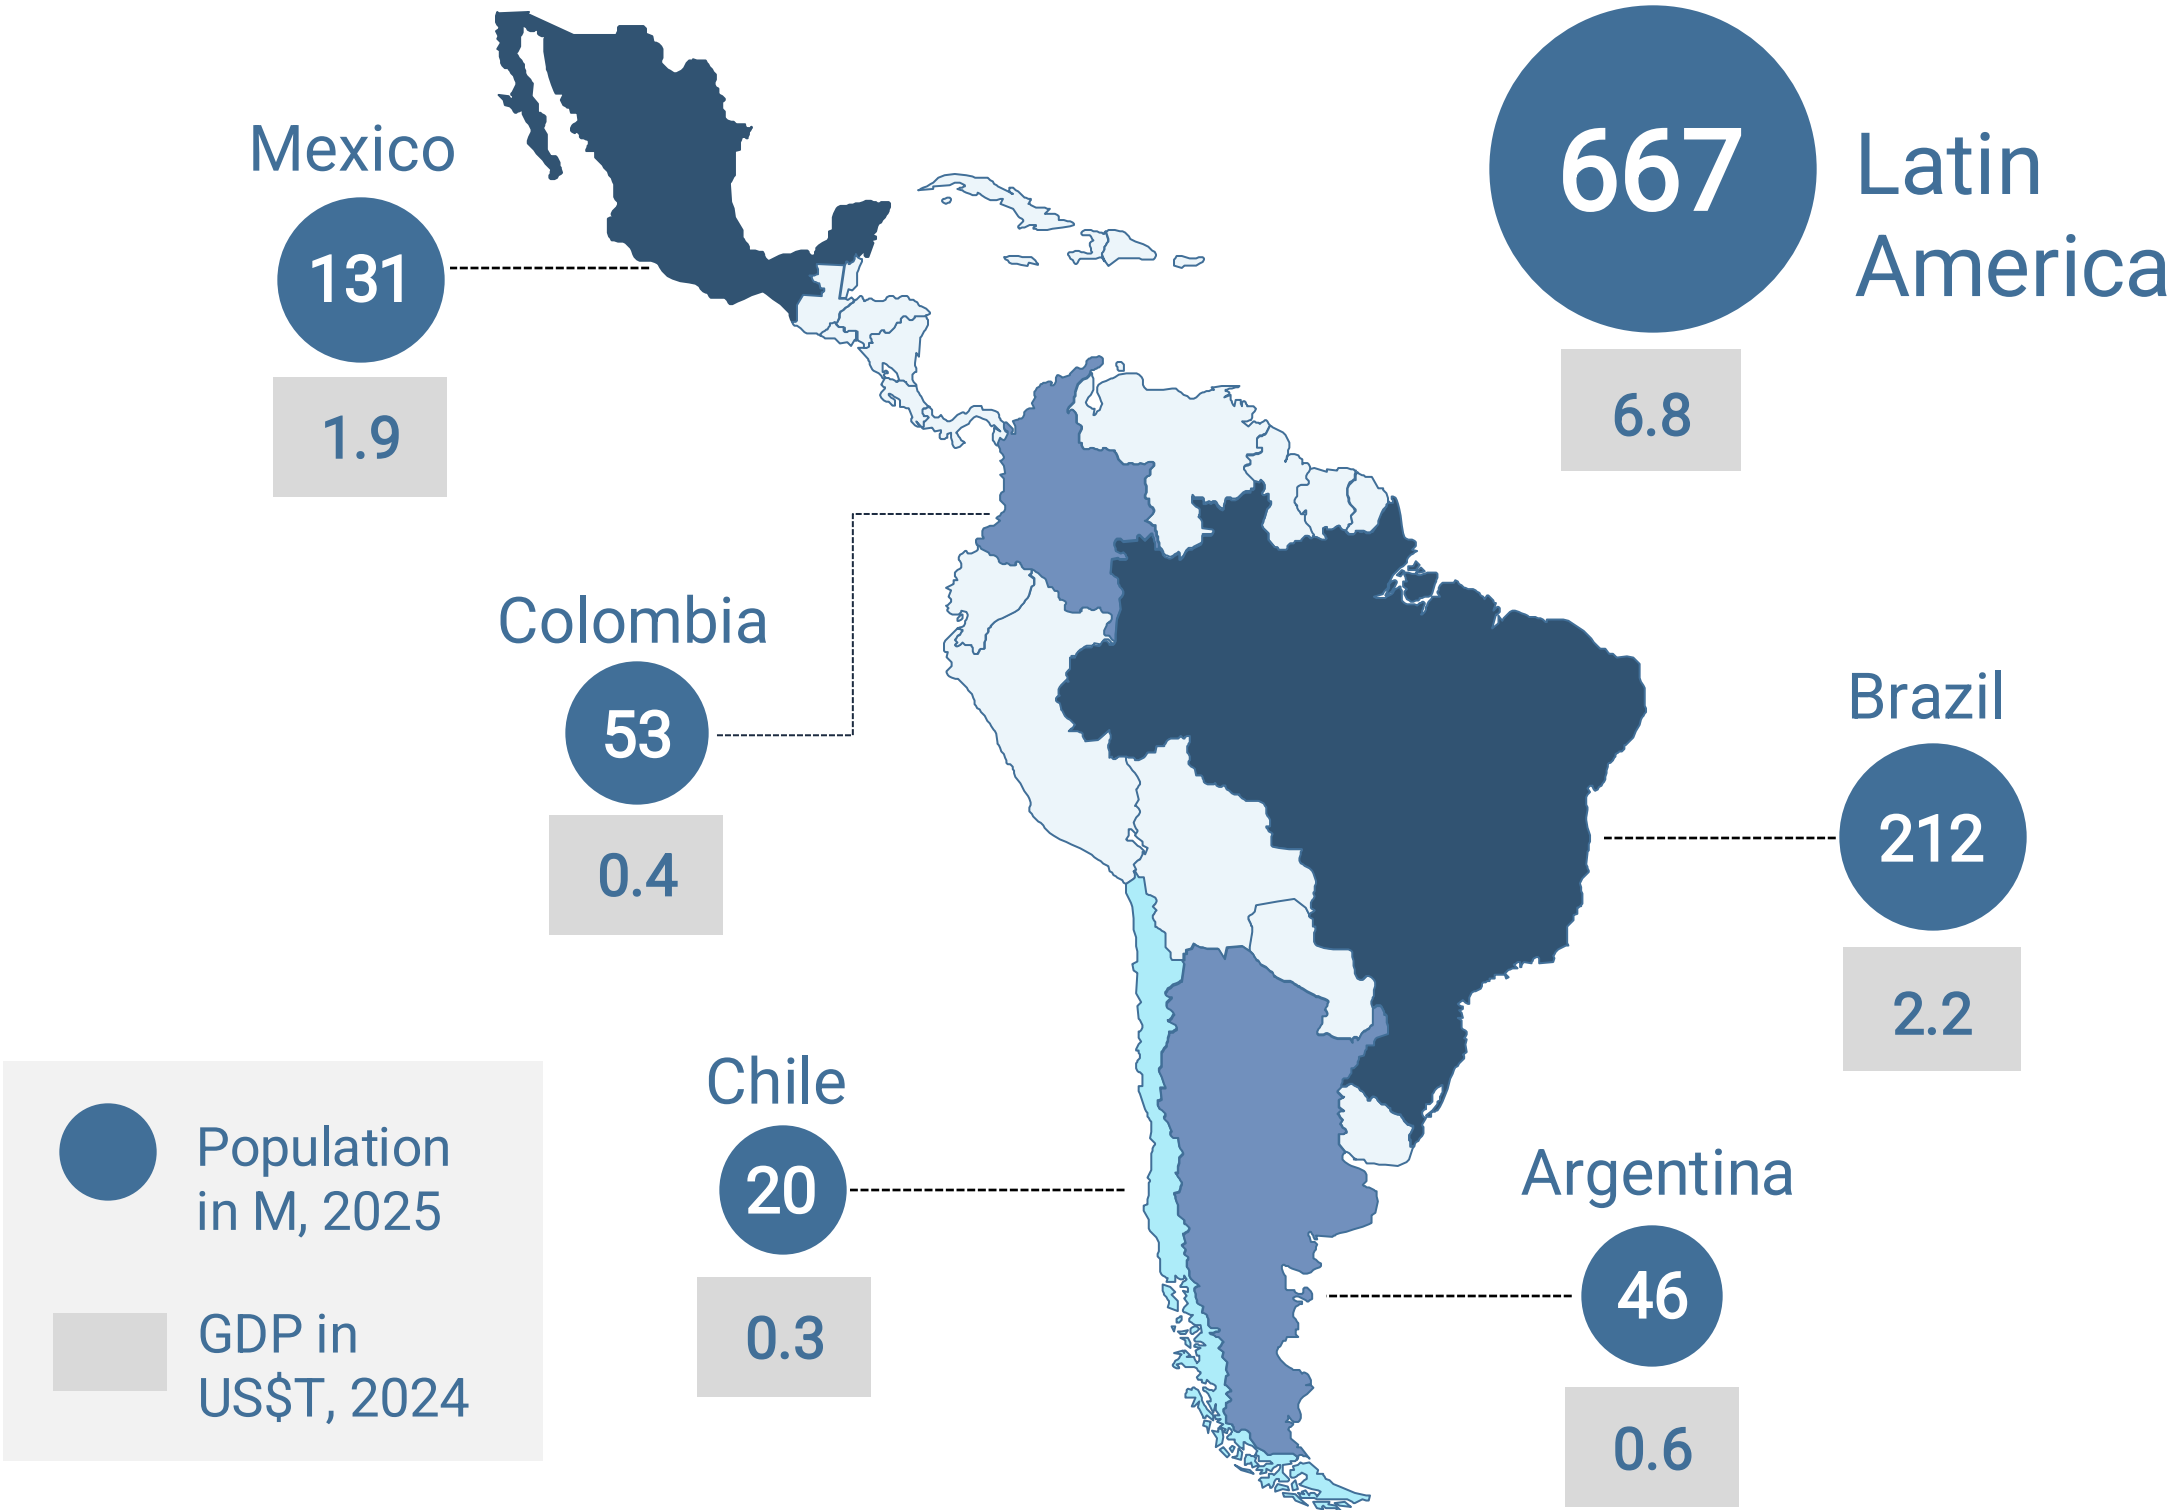 Mexico
131
1.9
667
Latin
America
6.8
Colombia
53
0.4
Brazil
212
2.2
Chile
20
0.3
Argentina
46
0.6
Population
in M, 2025
GDP in
US$T, 2024